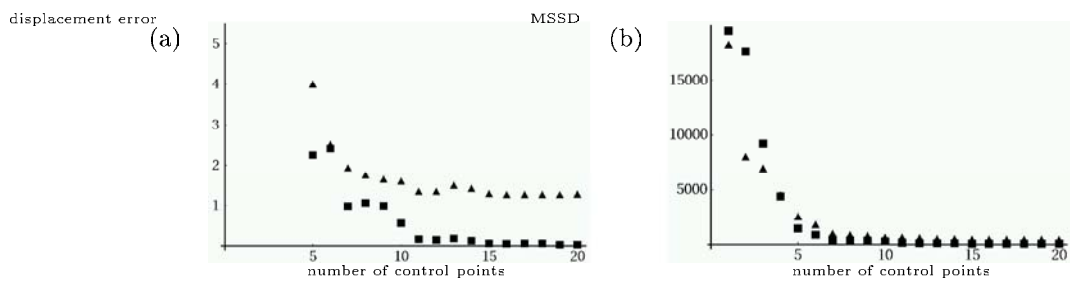 displacement error
(a)
5
4
3
2
1
5
10
15
20
number of control points
MSSD
(b)
15000
10000
5000
5
10
15
20
number of control points